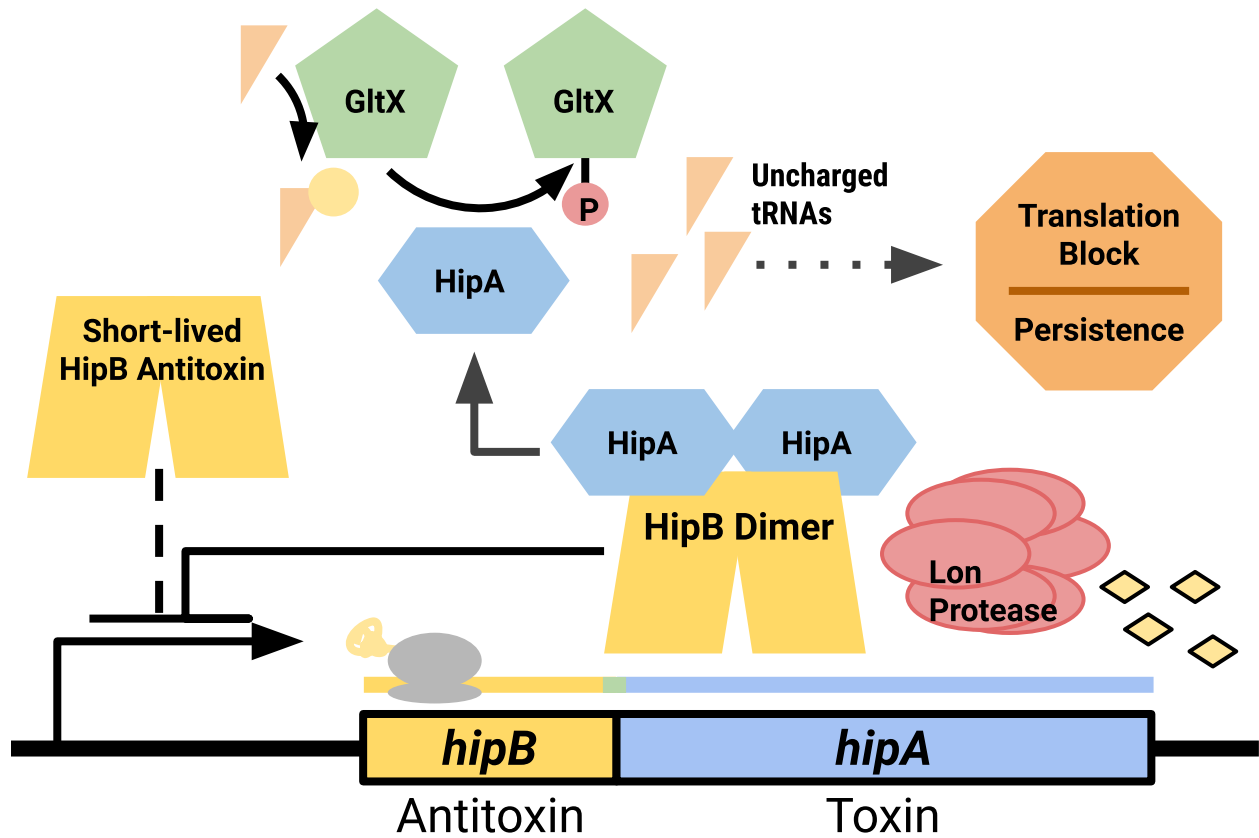 GltX
GltX
P
Uncharged
tRNAs
Translation
Block
Persistence
HipA
Short-lived
HipB Antitoxin
HipA
HipA
HipB Dimer
Lon
Protease
hipB
hipA
Antitoxin
Toxin